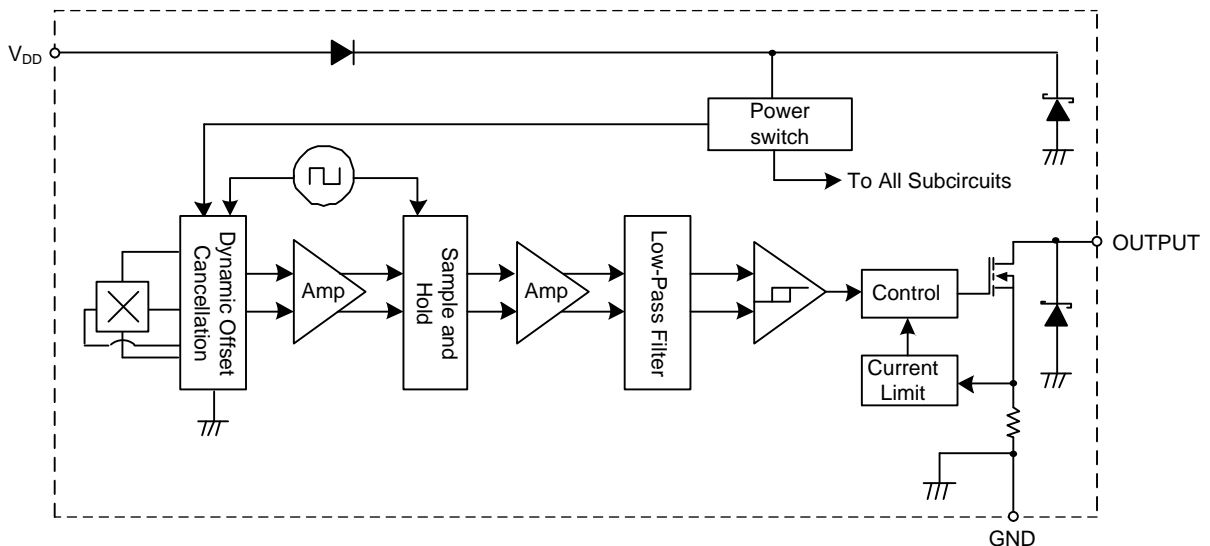 VDD
Power
switch
To All Subcircuits
Dynamic Offset
Cancellation
Amp
Sample and
Hold
Amp
Low-Pass Filter
Control
Current
Limit
OUTPUT
GND